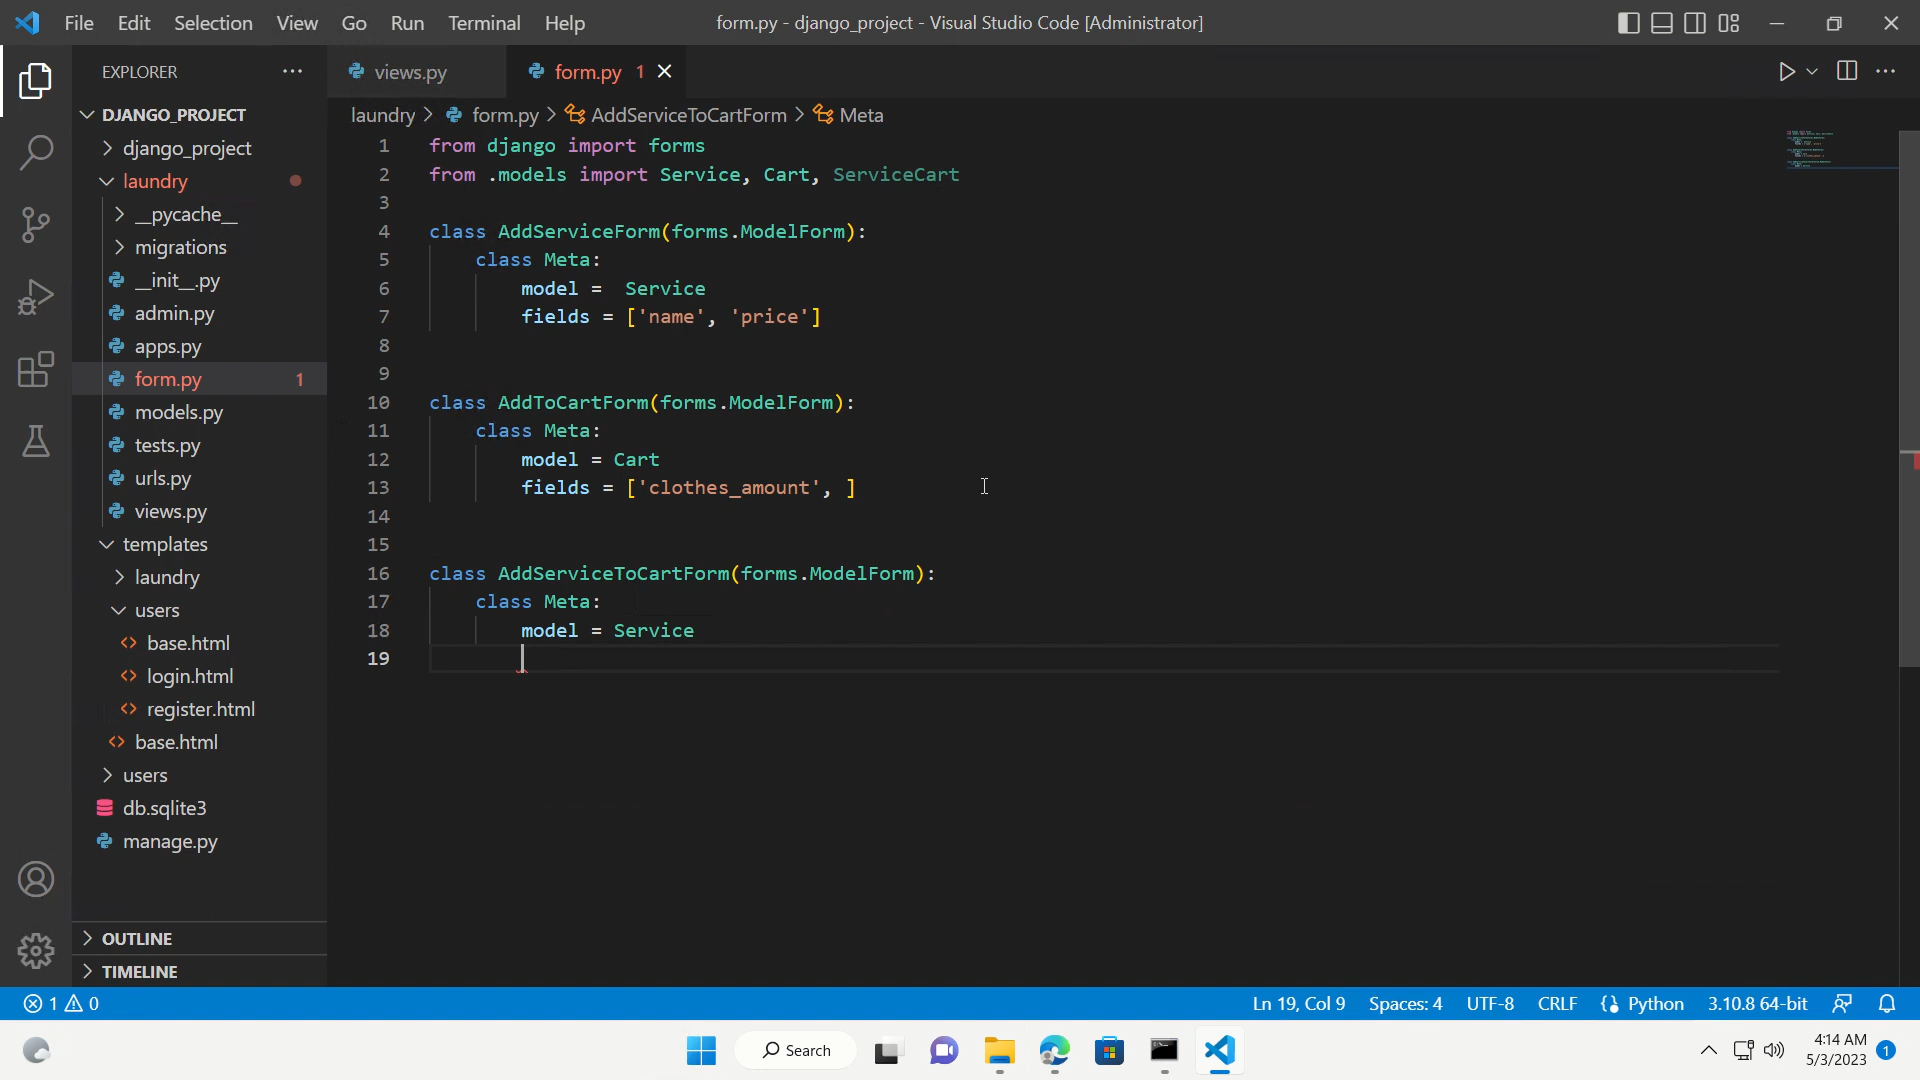 File Edit Selection View Go Run Terminal Help
form.py - django_project - Visual Studio Code [Administrator]
EXPLORER
DJANGO_PROJECT
django_project
laundry
__pycache__
migrations
__init__.py
admin.py
apps.py
form.py 1
models.py
tests.py
urls.py
views.py
templates
laundry
users
base.html
login.html
register.html
base.html
users
db.sqlite3
manage.py
OUTLINE
TIMELINE
views.py
form.py 1
laundry > form.py > AddServiceToCartForm > Meta
1 from django import forms
2 from .models import Service, Cart, ServiceCart
3
4 class AddServiceForm(forms.ModelForm):
5 class Meta:
6 model =  Service
7 fields = ['name', 'price']
8
9
10 class AddToCartForm(forms.ModelForm):
11 class Meta:
12 model = Cart
13 fields = ['clothes_amount', ]
14
15
16 class AddServiceToCartForm(forms.ModelForm):
17 class Meta:
18 model = Service
19
1 0
Ln 19, Col 9 Spaces: 4 UTF-8 CRLF Python 3.10.8 64-bit
Search
4:14 AM
5/3/2023
1